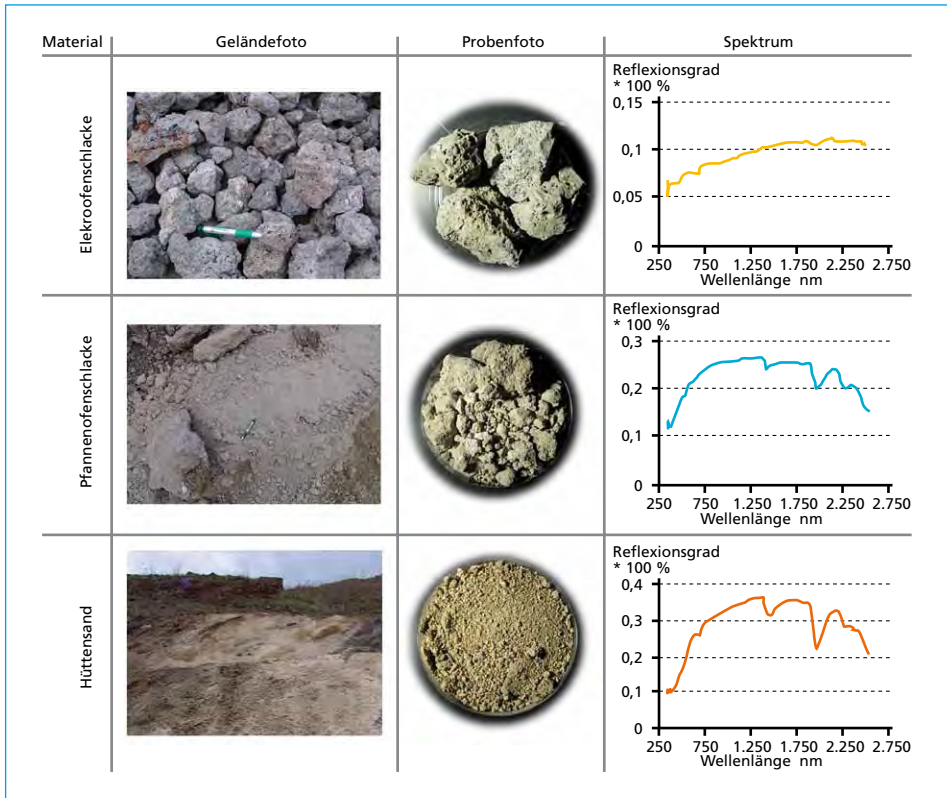 Material Geländefoto Probenfoto Spektrum
Elekroofenschlacke
Reflexionsgrad
* 100 %
0,15
0,1
0,05
0
250 750 1.250 1.750 2.250 2.750
Wellenlänge nm
Pfannenofenschlacke
Reflexionsgrad
* 100 %
0,3
0,2
0,1
0
250 750 1.250 1.750 2.250 2.750
Wellenlänge nm
Hüttensand
Reflexionsgrad
* 100 %
0,4
0,3
0,2
0,1
0
250 750 1.250 1.750 2.250 2.750
Wellenlänge nm